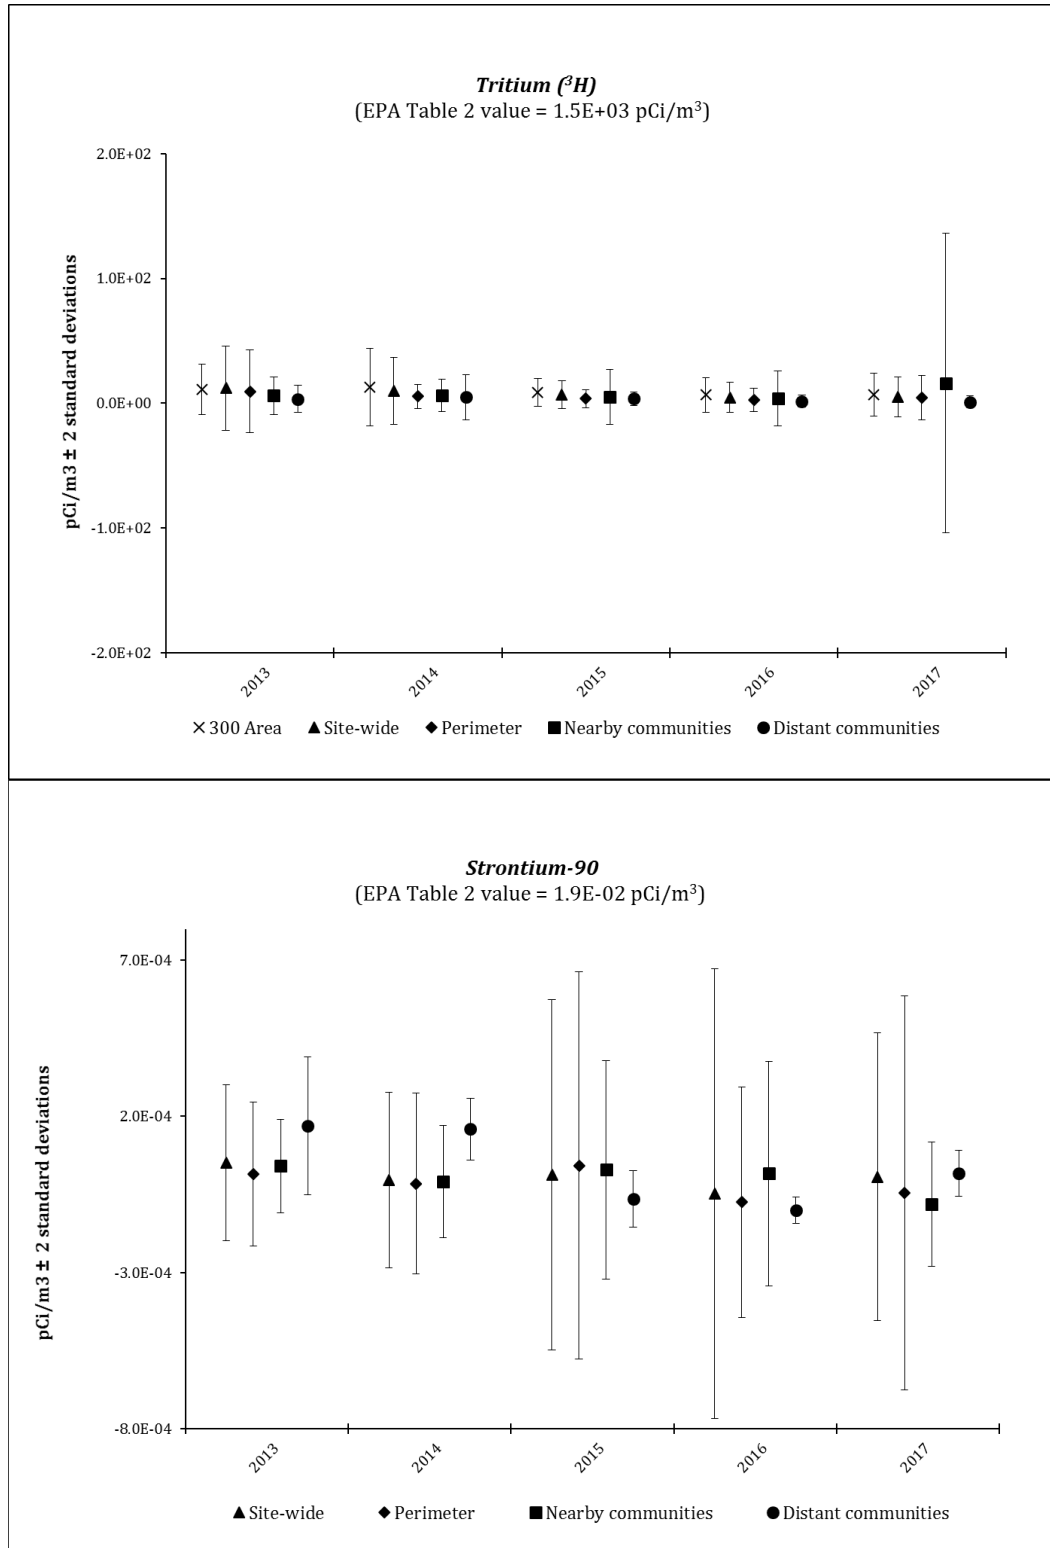 Tritium (³H)
(EPA Table 2 value = 1.5E+03 pCi/m³)
2.0E+02
1.0E+02
0.0E+00
-1.0E+02
-2.0E+02
pCi/m3 ± 2 standard deviations
2013
2014
2015
2016
2017
300 Area
Site-wide
Perimeter
Nearby communities
Distant communities
Strontium-90
(EPA Table 2 value = 1.9E-02 pCi/m³)
7.0E-04
2.0E-04
-3.0E-04
-8.0E-04
pCi/m3 ± 2 standard deviations
2013
2014
2015
2016
2017
Site-wide
Perimeter
Nearby communities
Distant communities